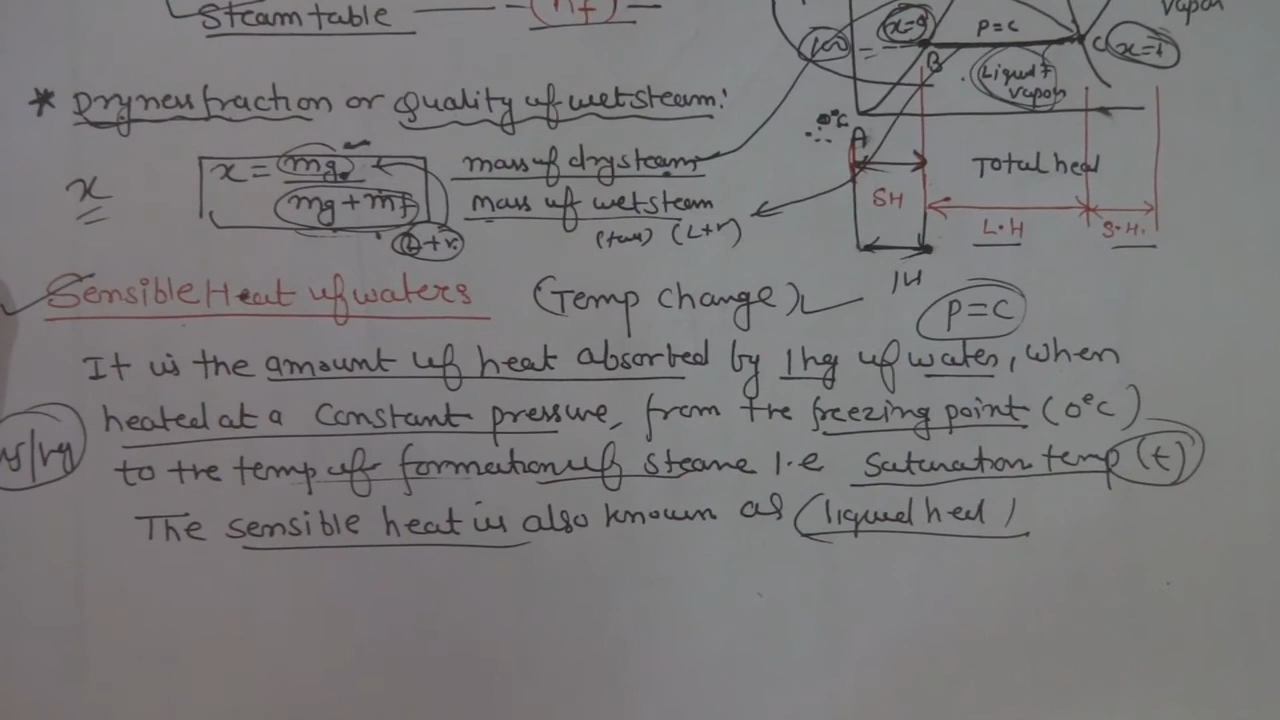 Steam table — (hf) —
vapor
x=0
P=C
C x=1
B
Liquid + vapor
0°C
A
* Dryness fraction or quality of wet steam:
x
x = mg / mg + mf
mass of dry steam
mass of wet steam
(L+v)
(L+v)
Total heat
SH
L.H
S.H.
Sensible Heat of waters (Temp change)
P=C
It is the amount of heat absorbed by 1kg of water, when
heated at a constant pressure, from the freezing point (0°C)
to the temp of formation of steam i.e saturation temp (t)
The sensible heat is also known as (liquid heat)